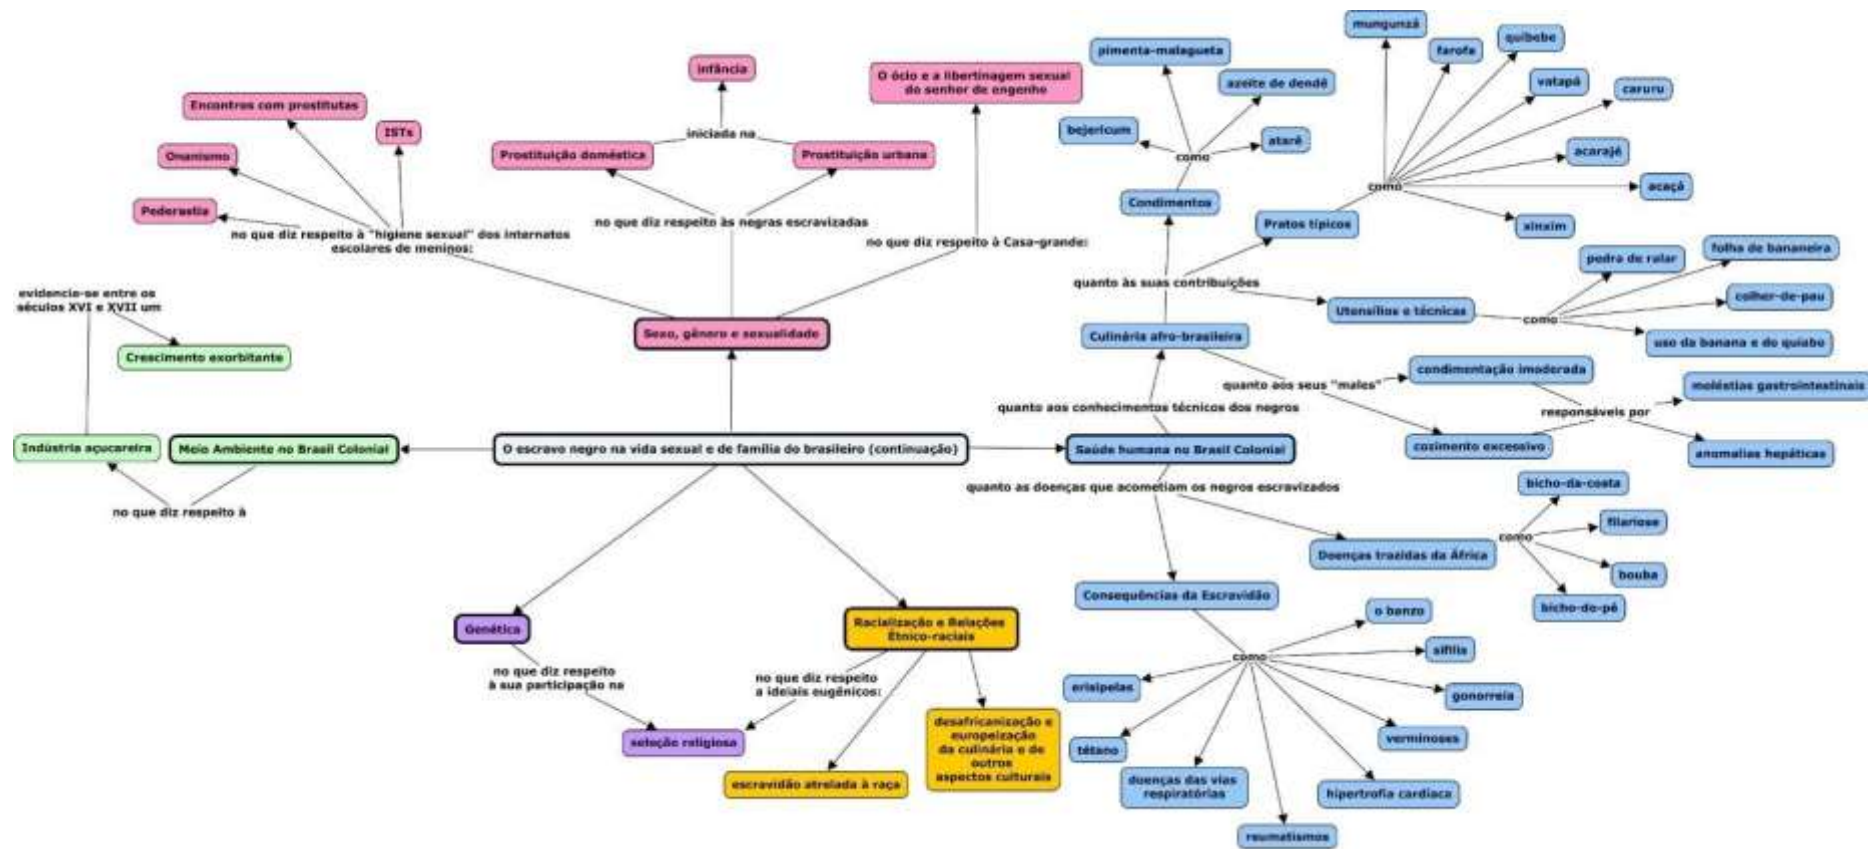 mungunzá
farofa
quibebe
vatapá
caruru
acarajé
acaçá
xinxim
como
Pratos típicos
pimenta-malagueta
azeite de dendê
bejericum
atarê
como
Condimentos
infância
O ócio e a libertinagem sexual
do senhor de engenho
Encontros com prostitutas
ISTs
Onanismo
Pederastia
iniciada na
Prostituição doméstica
Prostituição urbana
no que diz respeito à "higiene sexual" dos internatos
escolares de meninos:
no que diz respeito às negras escravizadas
no que diz respeito à Casa-grande:
quanto às suas contribuições
folha de bananeira
pedra de ralar
colher-de-pau
Utensílios e técnicas
como
uso da banana e do quiabo
evidencia-se entre os
séculos XVI e XVII um
Crescimento exorbitante
Sexo, gênero e sexualidade
Culinária afro-brasileira
quanto aos seus "males"
condimentação imoderada
moléstias gastrointestinais
responsáveis por
cozimento excessivo
anomalias hepáticas
quanto aos conhecimentos técnicos dos negros
Indústria açucareira
Meio Ambiente no Brasil Colonial
O escravo negro na vida sexual e de família do brasileiro (continuação)
Saúde humana no Brasil Colonial
no que diz respeito à
quanto as doenças que acometiam os negros escravizados
bicho-da-costa
filariose
como
Doenças trazidas da África
bouba
bicho-do-pé
Consequências da Escravidão
o banzo
sífilis
como
gonorreia
erisipelas
verminoses
tétano
doenças das vias
respiratórias
hipertrofia cardíaca
reumatismos
Genética
Racialização e Relações
Étnico-raciais
no que diz respeito
à sua participação na
no que diz respeito
a ideiais eugênicos:
seleção religiosa
escravidão atrelada à raça
desafricanização e
europeização
da culinária e de
outros
aspectos culturais